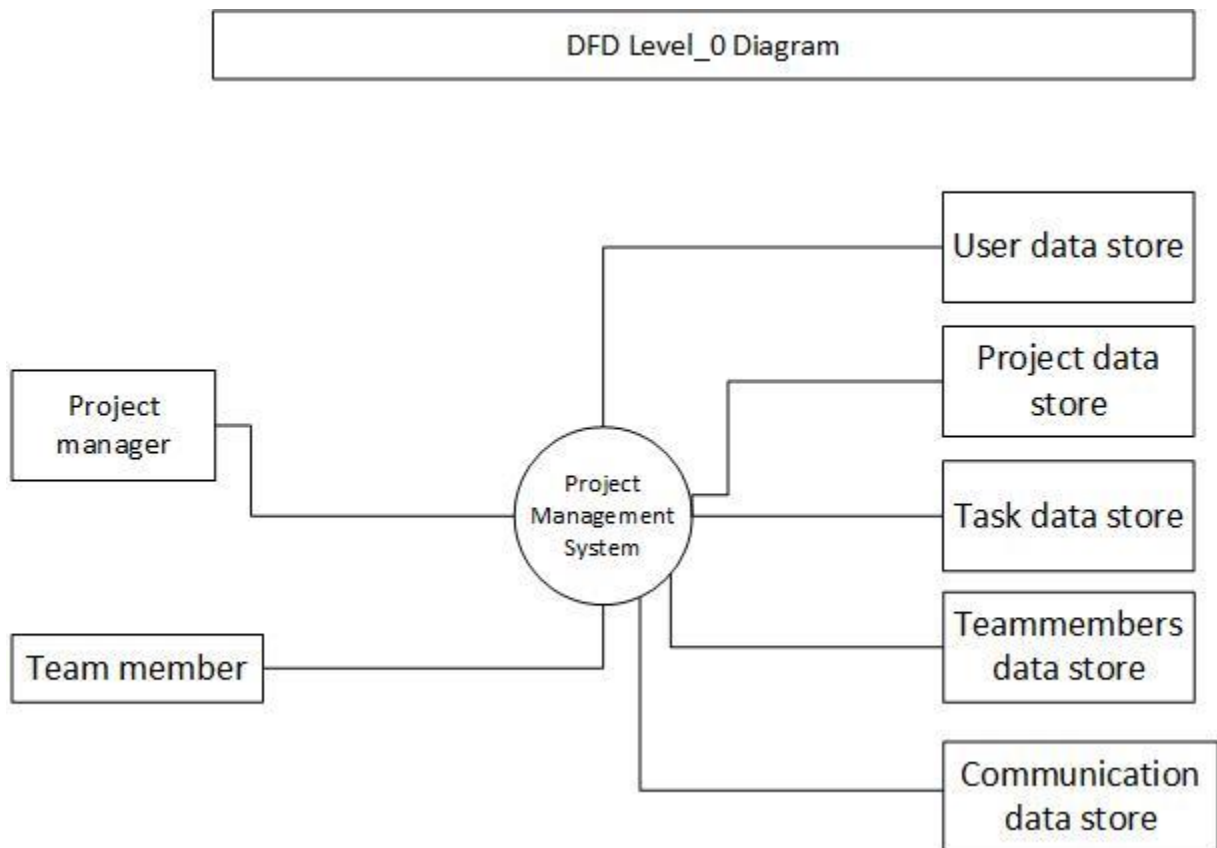 DFD Level_0 Diagram
User data store
Project data
store
Project
manager
Project
Management
System
Task data store
Teammembers
data store
Team member
Communication
data store